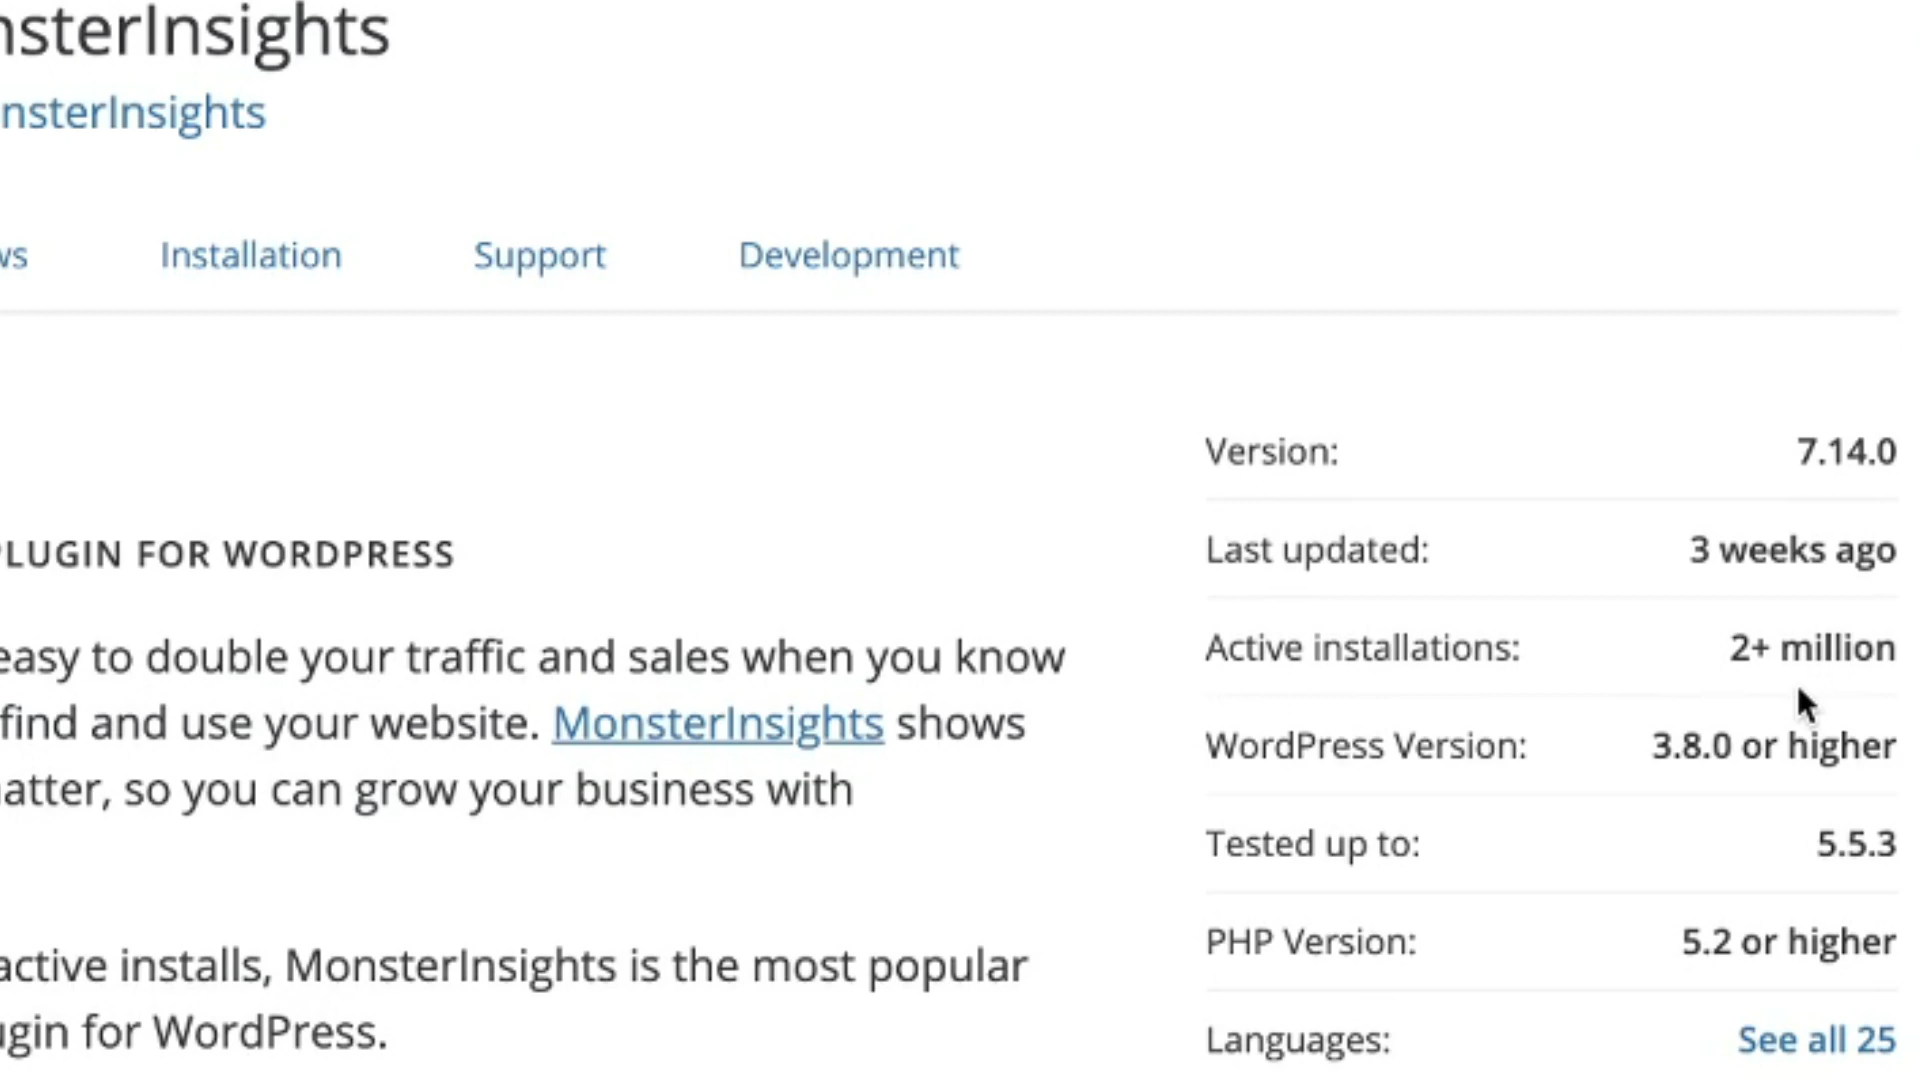 nsterInsights
nsterInsights
ws Installation Support Development
Version: 7.14.0
Last updated: 3 weeks ago
Active installations: 2+ million
WordPress Version: 3.8.0 or higher
Tested up to: 5.5.3
PHP Version: 5.2 or higher
Languages: See all 25
PLUGIN FOR WORDPRESS
easy to double your traffic and sales when you know
find and use your website. MonsterInsights shows
atter, so you can grow your business with
active installs, MonsterInsights is the most popular
ugin for WordPress.